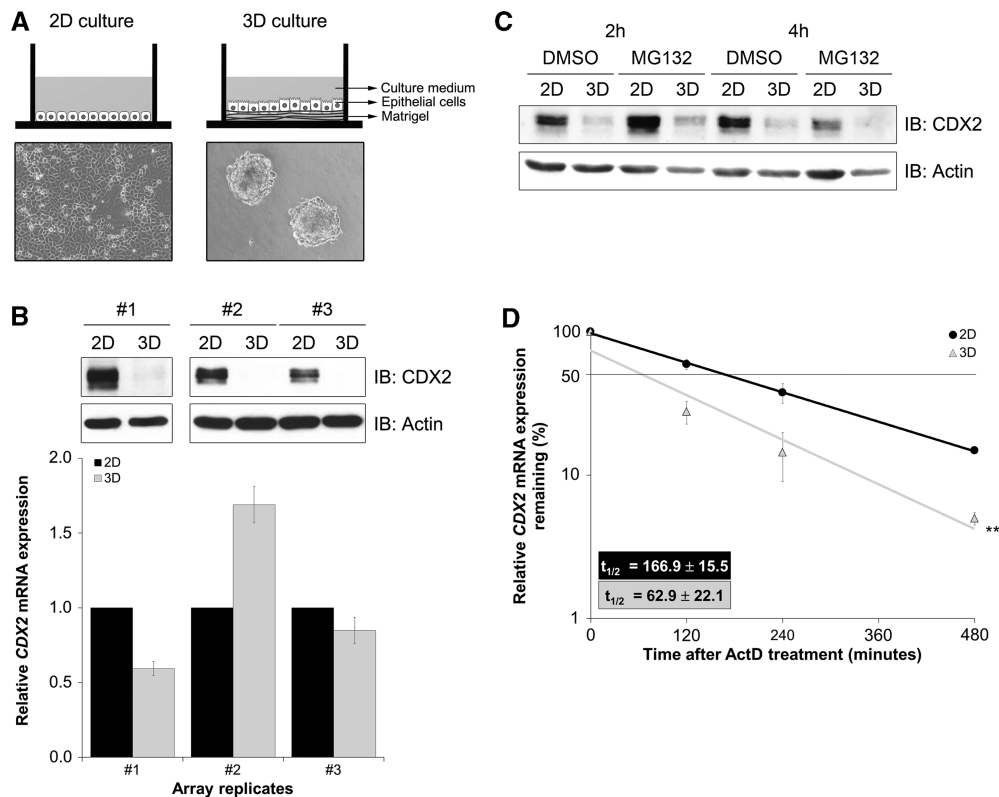 A
2D culture
3D culture
Culture medium
Epithelial cells
Matrigel
B
#1 #2 #3
2D 3D 2D 3D 2D 3D
IB: CDX2
IB: Actin
2D
3D
Relative CDX2 mRNA expression
2.0
1.5
1.0
0.5
0.0
#1 #2 #3
Array replicates
C
2h 4h
DMSO MG132 DMSO MG132
2D 3D 2D 3D 2D 3D 2D 3D
IB: CDX2
IB: Actin
D
2D
3D
Relative CDX2 mRNA expression
remaining (%)
100
50
10
1
**
t1/2 = 166.9 ± 15.5
t1/2 = 62.9 ± 22.1
0 120 240 360 480
Time after ActD treatment (minutes)